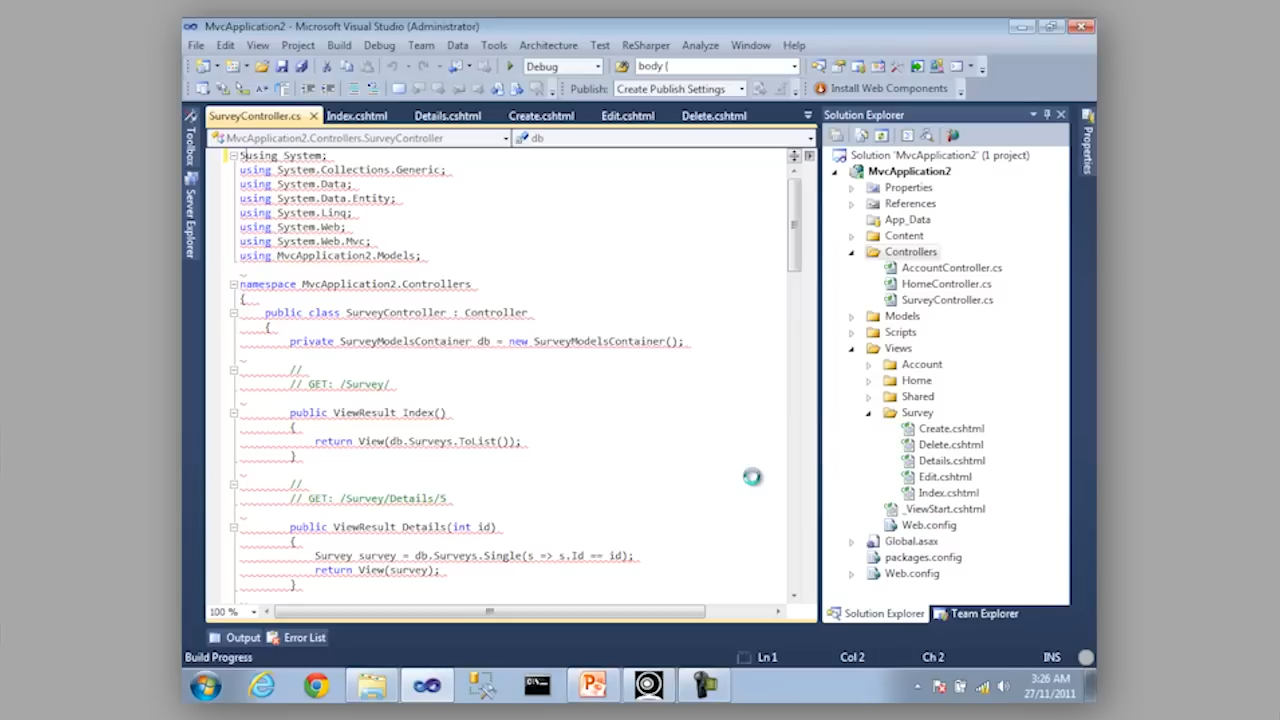 MvcApplication2 - Microsoft Visual Studio (Administrator)
File Edit View Project Build Debug Team Data Tools Architecture Test ReSharper Analyze Window Help
Debug body {
Publish: Create Publish Settings Install Web Components
SurveyController.cs Index.cshtml Details.cshtml Create.cshtml Edit.cshtml Delete.cshtml
MvcApplication2.Controllers.SurveyController db
Toolbox
Server Explorer
5using System;
using System.Collections.Generic;
using System.Data;
using System.Data.Entity;
using System.Linq;
using System.Web;
using System.Web.Mvc;
using MvcApplication2.Models;
namespace MvcApplication2.Controllers
{
public class SurveyController : Controller
{
private SurveyModelsContainer db = new SurveyModelsContainer();
//
// GET: /Survey/
public ViewResult Index()
{
return View(db.Surveys.ToList());
}
//
// GET: /Survey/Details/5
public ViewResult Details(int id)
{
Survey survey = db.Surveys.Single(s => s.Id == id);
return View(survey);
}
100 %
Solution Explorer
Solution 'MvcApplication2' (1 project)
MvcApplication2
Properties
References
App_Data
Content
Controllers
AccountController.cs
HomeController.cs
SurveyController.cs
Models
Scripts
Views
Account
Home
Shared
Survey
Create.cshtml
Delete.cshtml
Details.cshtml
Edit.cshtml
Index.cshtml
_ViewStart.cshtml
Web.config
Global.asax
packages.config
Web.config
Solution Explorer Team Explorer
Properties
Output Error List
Build Progress Ln 1 Col 2 Ch 2 INS
3:26 AM
27/11/2011